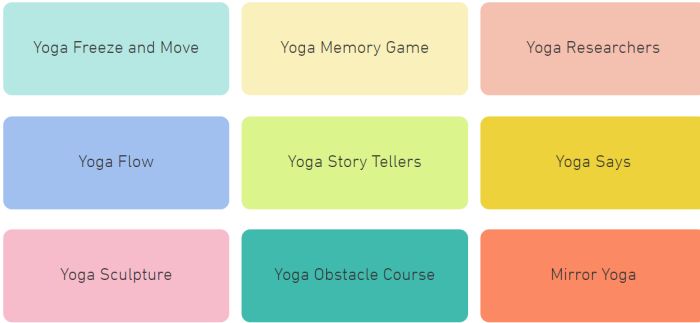 Yoga Freeze and Move
Yoga Memory Game
Yoga Researchers
Yoga Flow
Yoga Story Tellers
Yoga Says
Yoga Sculpture
Yoga Obstacle Course
Mirror Yoga